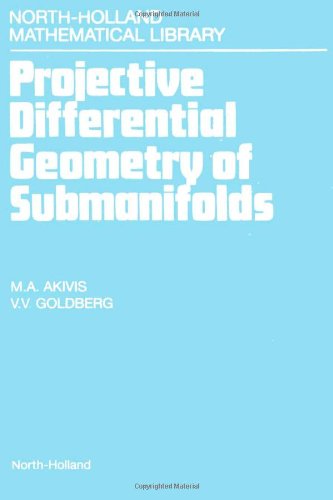 NORTH-HOLLAND
MATHEMATICAL LIBRARY
Projective
Differential
Geometry of
Submanifolds
M.A. AKIVIS
V.V. GOLDBERG
North-Holland